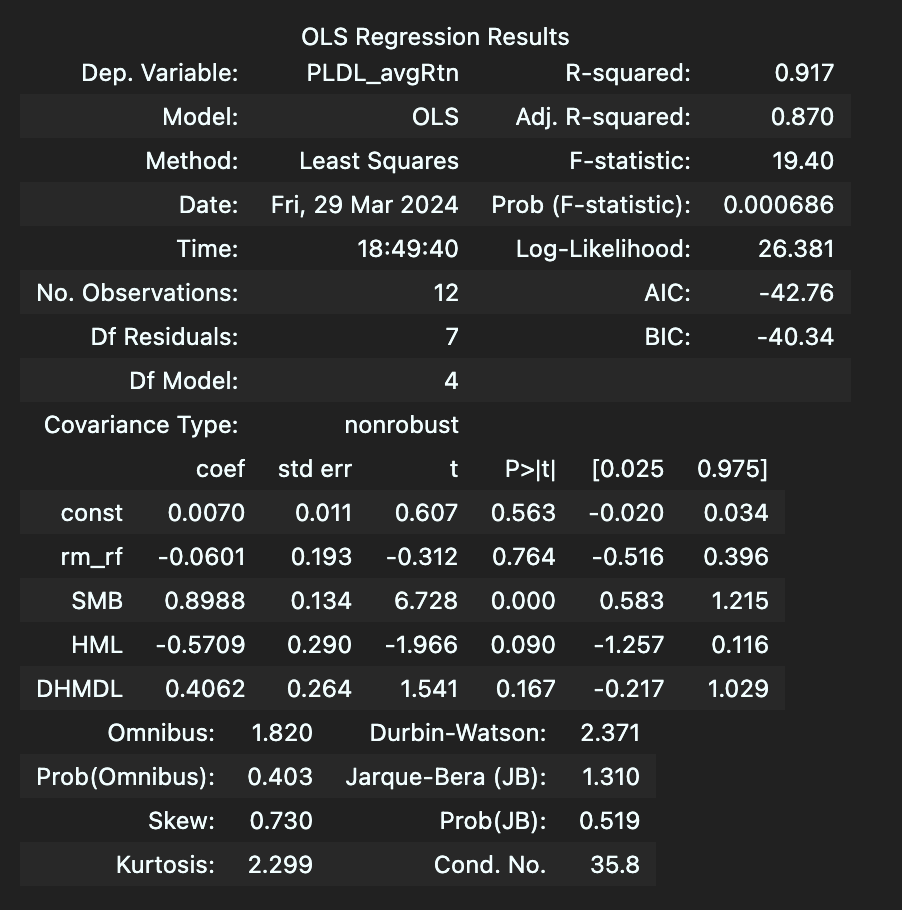 OLS Regression Results
Dep. Variable: PLDL_avgRtn R-squared: 0.917
Model: OLS Adj. R-squared: 0.870
Method: Least Squares F-statistic: 19.40
Date: Fri, 29 Mar 2024 Prob (F-statistic): 0.000686
Time: 18:49:40 Log-Likelihood: 26.381
No. Observations: 12 AIC: -42.76
Df Residuals: 7 BIC: -40.34
Df Model: 4
Covariance Type: nonrobust
coef std err t P>|t| [0.025 0.975]
const 0.0070 0.011 0.607 0.563 -0.020 0.034
rm_rf -0.0601 0.193 -0.312 0.764 -0.516 0.396
SMB 0.8988 0.134 6.728 0.000 0.583 1.215
HML -0.5709 0.290 -1.966 0.090 -1.257 0.116
DHMDL 0.4062 0.264 1.541 0.167 -0.217 1.029
Omnibus: 1.820 Durbin-Watson: 2.371
Prob(Omnibus): 0.403 Jarque-Bera (JB): 1.310
Skew: 0.730 Prob(JB): 0.519
Kurtosis: 2.299 Cond. No. 35.8